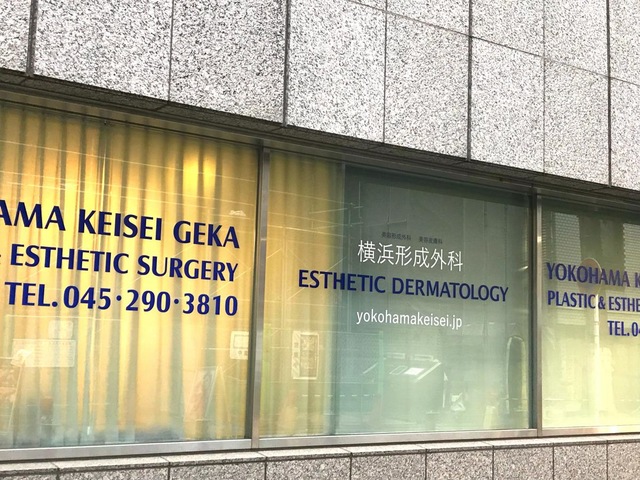 AMA KEISEI GEKA
ESTHETIC SURGERY
TEL.045·290·3810
横浜形成外科
ESTHETIC DERMATOLOGY
yokohamakeisei.jp
YOKOHAMA K
PLASTIC & ESTHE
TEL.04